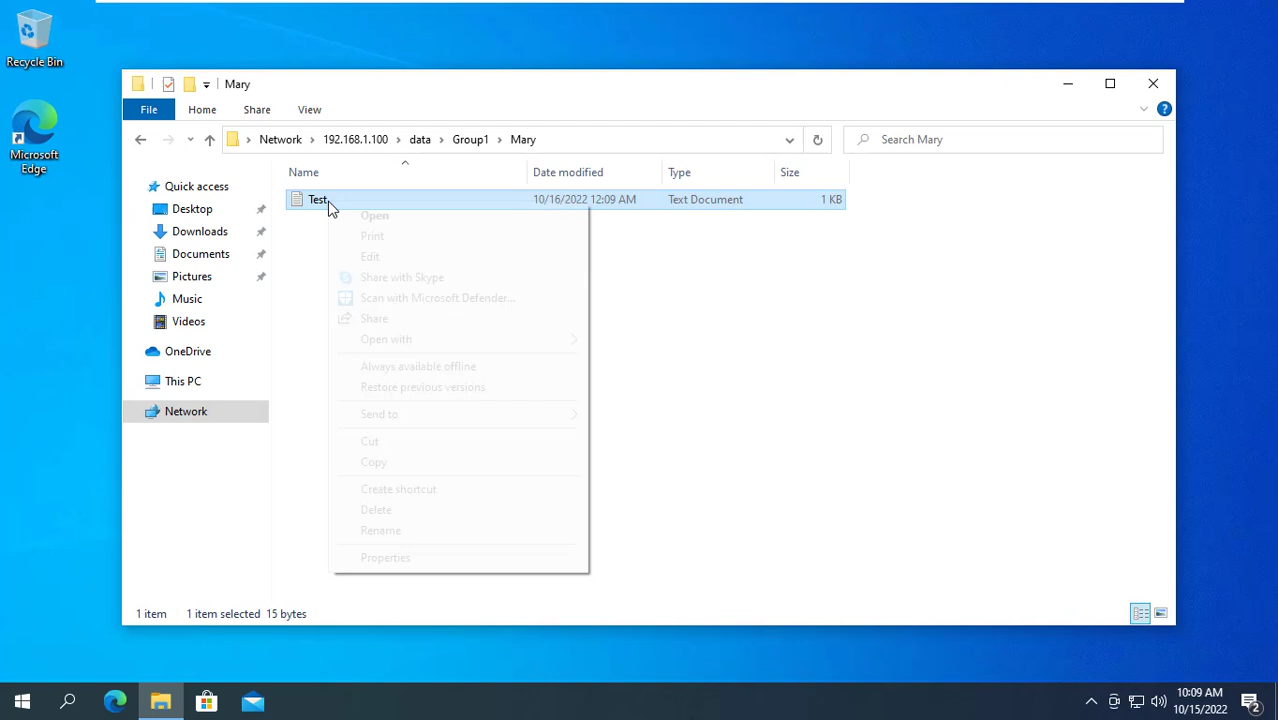 Recycle Bin
Microsoft
Edge
Mary
File Home Share View
Network 192.168.1.100 data Group1 Mary
Search Mary
Name Date modified Type Size
Test 10/16/2022 12:09 AM Text Document 1 KB
Quick access
Desktop
Downloads
Documents
Pictures
Music
Videos
OneDrive
This PC
Network
Open
Print
Edit
Share with Skype
Scan with Microsoft Defender...
Share
Open with
Always available offline
Restore previous versions
Send to
Cut
Copy
Create shortcut
Delete
Rename
Properties
1 item 1 item selected 15 bytes
10:09 AM
10/15/2022
2